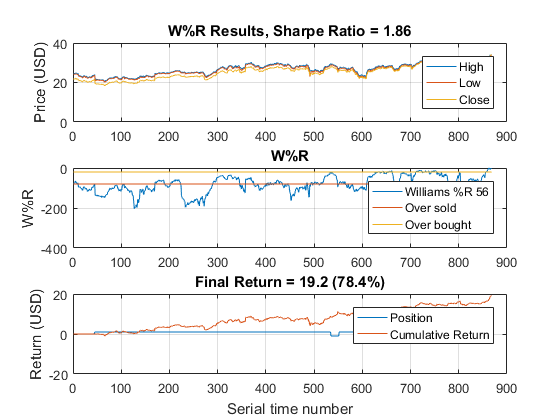 W%R Results, Sharpe Ratio = 1.86
Price (USD)
40
20
0
High
Low
Close
0 100 200 300 400 500 600 700 800 900
W%R
W%R
0
-200
-400
Williams %R 56
Over sold
Over bought
0 100 200 300 400 500 600 700 800 900
Final Return = 19.2 (78.4%)
Return (USD)
20
0
-20
Position
Cumulative Return
0 100 200 300 400 500 600 700 800 900
Serial time number